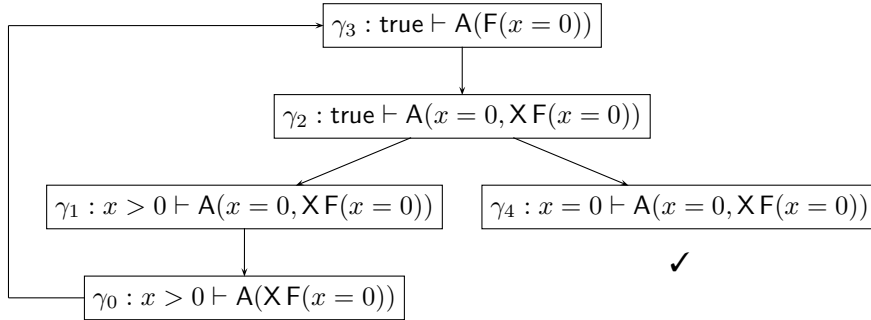 γ₃ : true ⊢ A(F(x = 0))
γ₂ : true ⊢ A(x = 0, X F(x = 0))
γ₁ : x > 0 ⊢ A(x = 0, X F(x = 0))
γ₄ : x = 0 ⊢ A(x = 0, X F(x = 0))
✓
γ₀ : x > 0 ⊢ A(X F(x = 0))